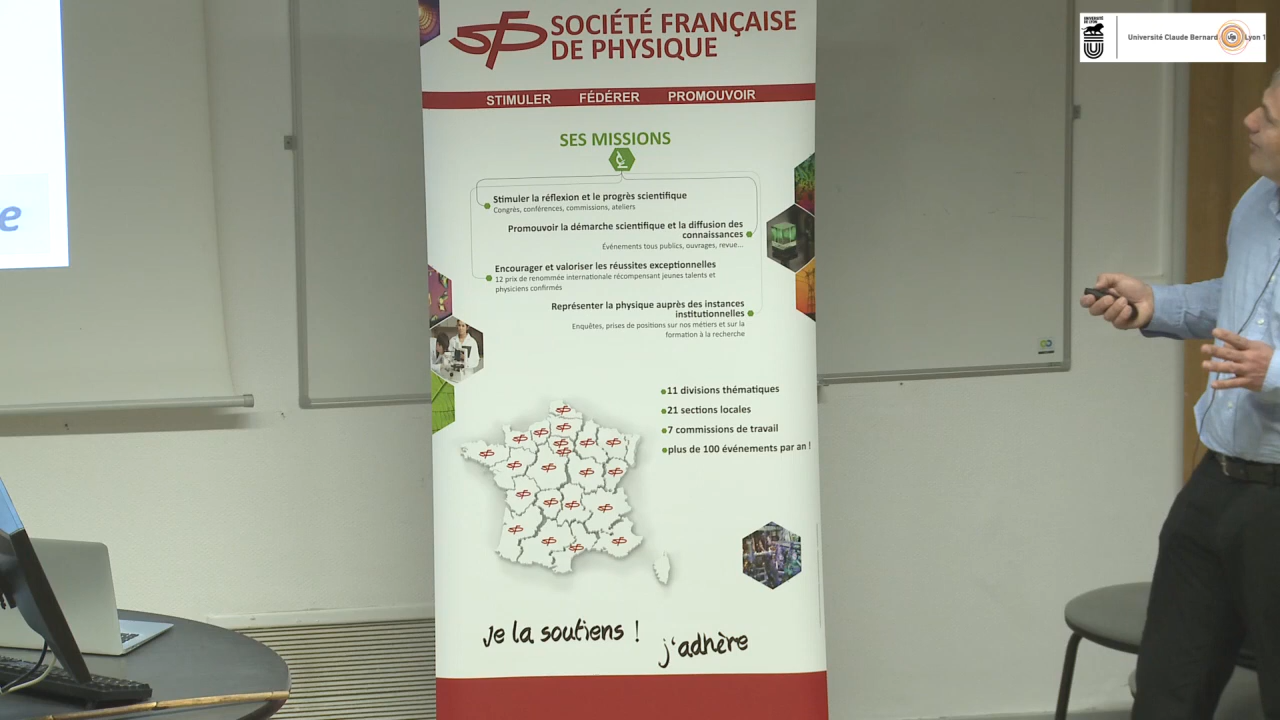 SOCIÉTÉ FRANÇAISE
DE PHYSIQUE
STIMULER FÉDÉRER PROMOUVOIR
SES MISSIONS
Stimuler la réflexion et le progrès scientifique
Congrès, conférences, commissions, ateliers
Promouvoir la démarche scientifique et la diffusion des
connaissances
Événements tous publics, ouvrages, revue...
Encourager et valoriser les réussites exceptionnelles
12 prix de renommée internationale récompensant jeunes talents et
physiciens confirmés
Représenter la physique auprès des instances
institutionnelles
Enquêtes, prises de positions sur nos métiers et sur la
formation à la recherche
11 divisions thématiques
21 sections locales
7 commissions de travail
plus de 100 événements par an !
je la soutiens !
j'adhère
e
UNIVERSITÉ
DE LYON
Université Claude Bernard Lyon 1